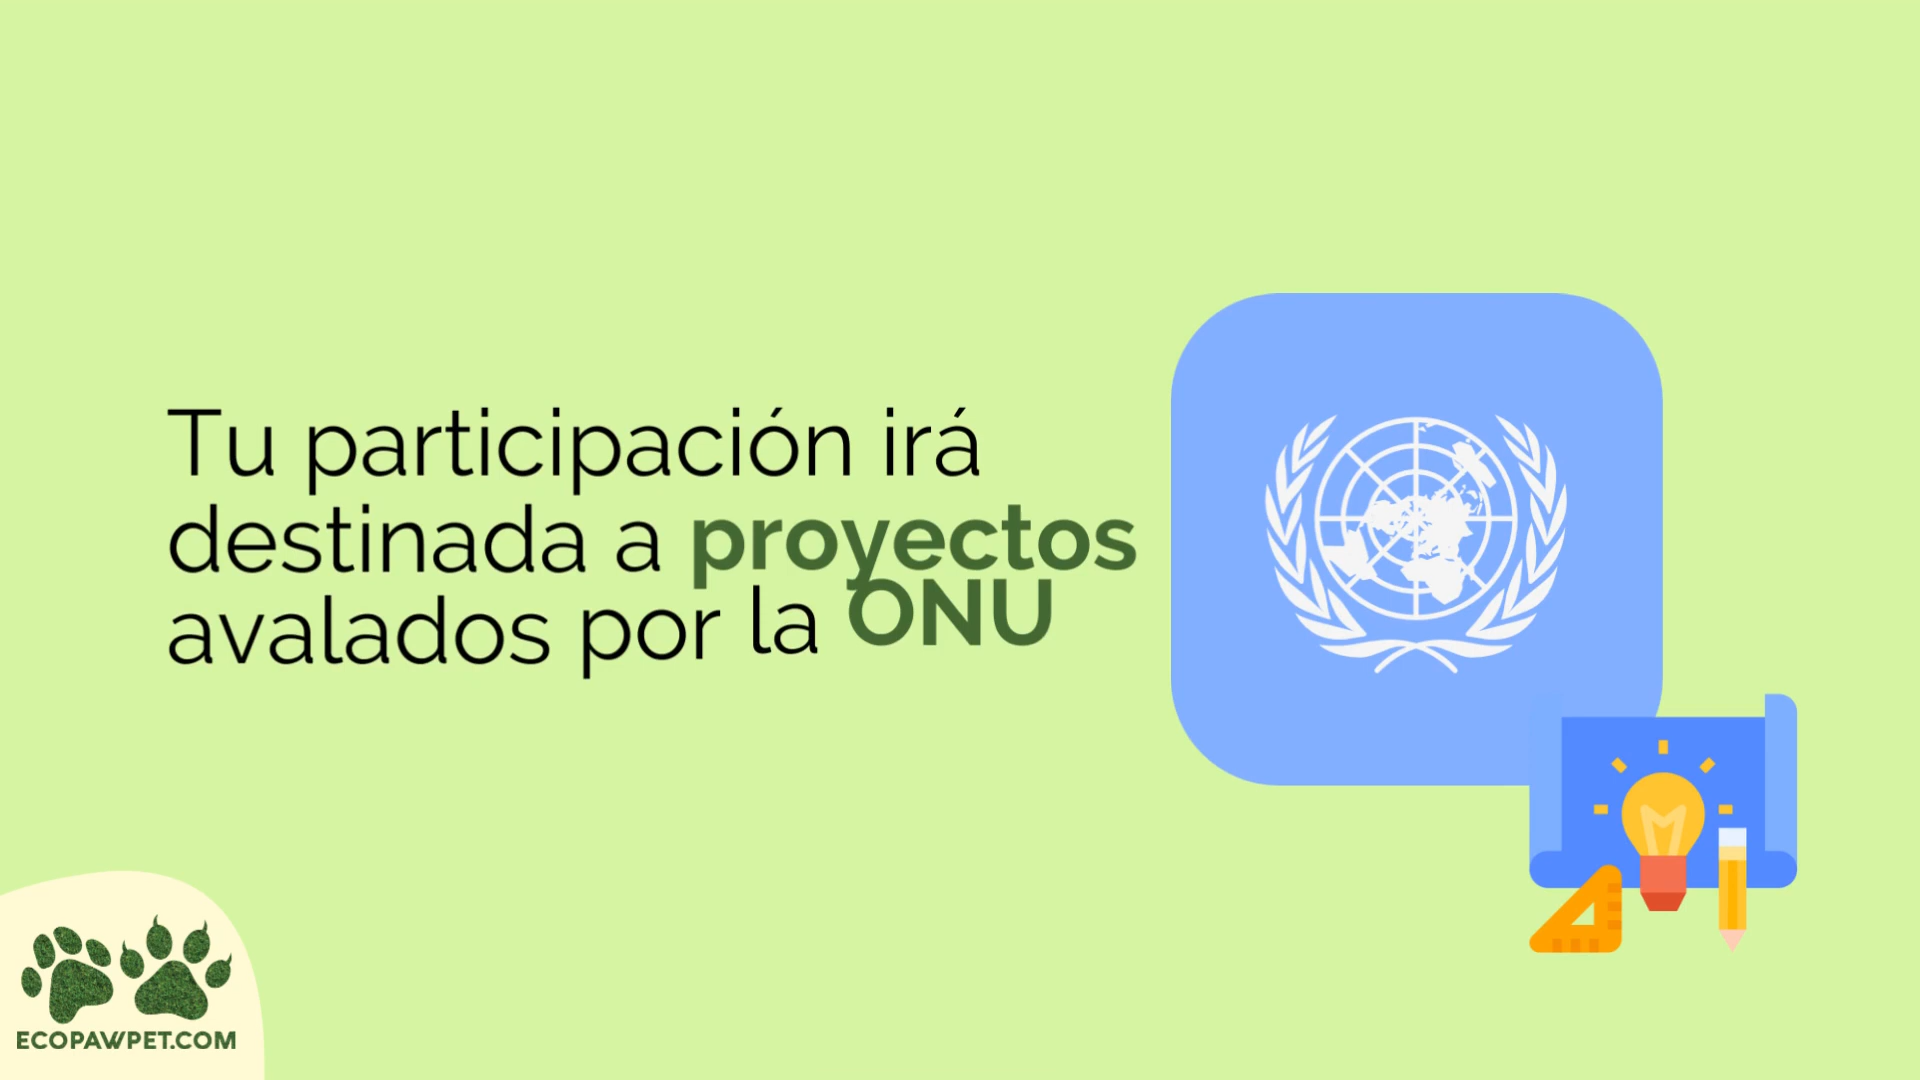 Tu participación irá
destinada a proyectos
avalados por la ONU
ECOPAWPET.COM